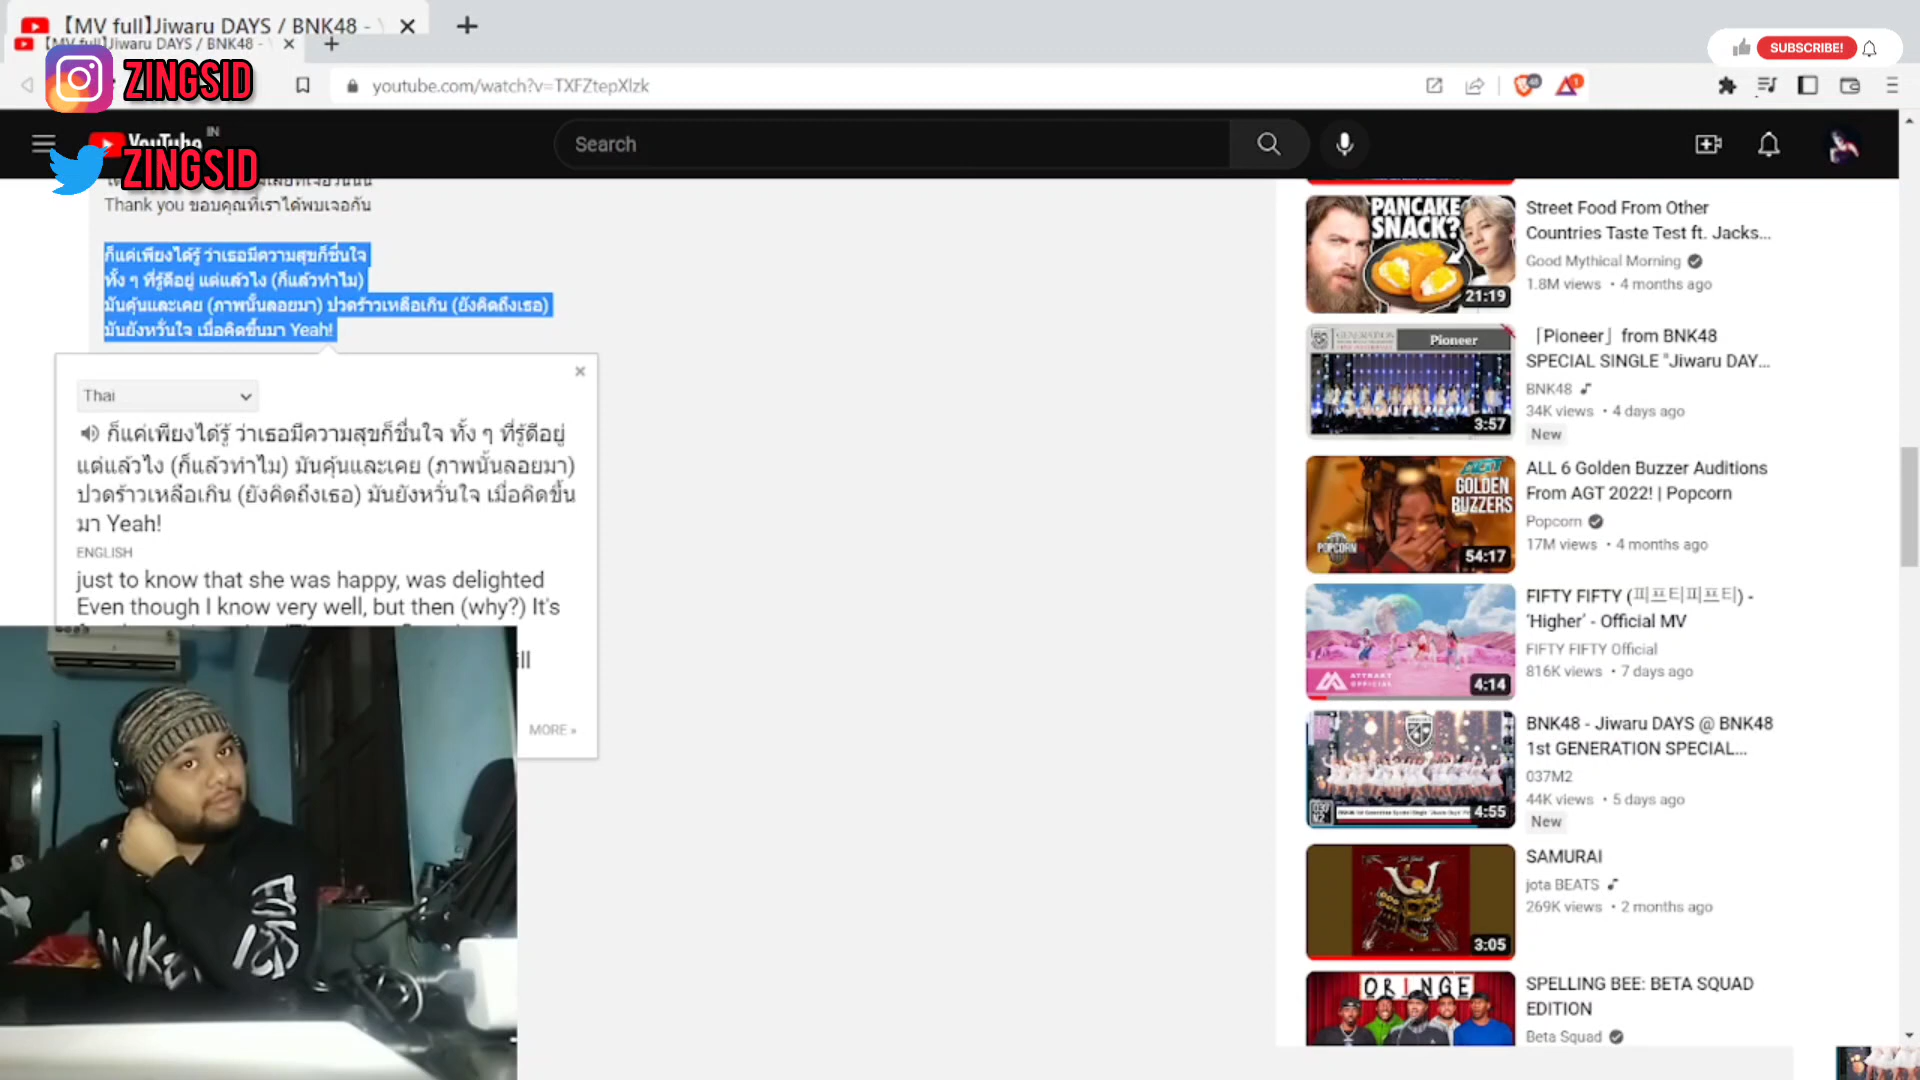 【MV full】Jiwaru DAYS / BNK48 -
【MV full】Jiwaru DAYS / BNK48 -
SUBSCRIBE!
ZINGSID
youtube.com/watch?v=TXFZtepXlzk
YouTube IN
Search
ZINGSID
Thank you ขอบคุณที่เราได้พบเจอกัน
ก็แค่เพียงได้รู้ ว่าเธอมีความสุขก็ชื่นใจ
ทั้ง ๆ ที่รู้ดีอยู่ แต่แล้วไง (ก็แล้วทำไม)
มันคุ้นและเคย (ภาพนั้นลอยมา) ปวดร้าวเหลือเกิน (ยังคิดถึงเธอ)
มันยังหวั่นใจ เมื่อคิดขึ้นมา Yeah!
Thai
ก็แค่เพียงได้รู้ ว่าเธอมีความสุขก็ชื่นใจ ทั้ง ๆ ที่รู้ดีอยู่
แต่แล้วไง (ก็แล้วทำไม) มันคุ้นและเคย (ภาพนั้นลอยมา)
ปวดร้าวเหลือเกิน (ยังคิดถึงเธอ) มันยังหวั่นใจ เมื่อคิดขึ้น
มา Yeah!
ENGLISH
just to know that she was happy, was delighted
Even though I know very well, but then (why?) It's
MORE »
PANCAKE
SNACK?
21:19
Street Food From Other
Countries Taste Test ft. Jacks...
Good Mythical Morning
1.8M views • 4 months ago
GENERATION
Pioneer
3:57
「Pioneer」from BNK48
SPECIAL SINGLE "Jiwaru DAY...
BNK48
34K views • 4 days ago
New
AGT
GOLDEN
BUZZERS
POPCORN
54:17
ALL 6 Golden Buzzer Auditions
From AGT 2022! | Popcorn
Popcorn
17M views • 4 months ago
ATTRAKT
OFFICIAL
4:14
FIFTY FIFTY (피프티피프티) -
'Higher' - Official MV
FIFTY FIFTY Official
816K views • 7 days ago
4:55
BNK48 - Jiwaru DAYS @ BNK48
1st GENERATION SPECIAL...
037M2
44K views • 5 days ago
New
3:05
SAMURAI
jota BEATS
269K views • 2 months ago
SPELLING BEE: BETA SQUAD
EDITION
Beta Squad